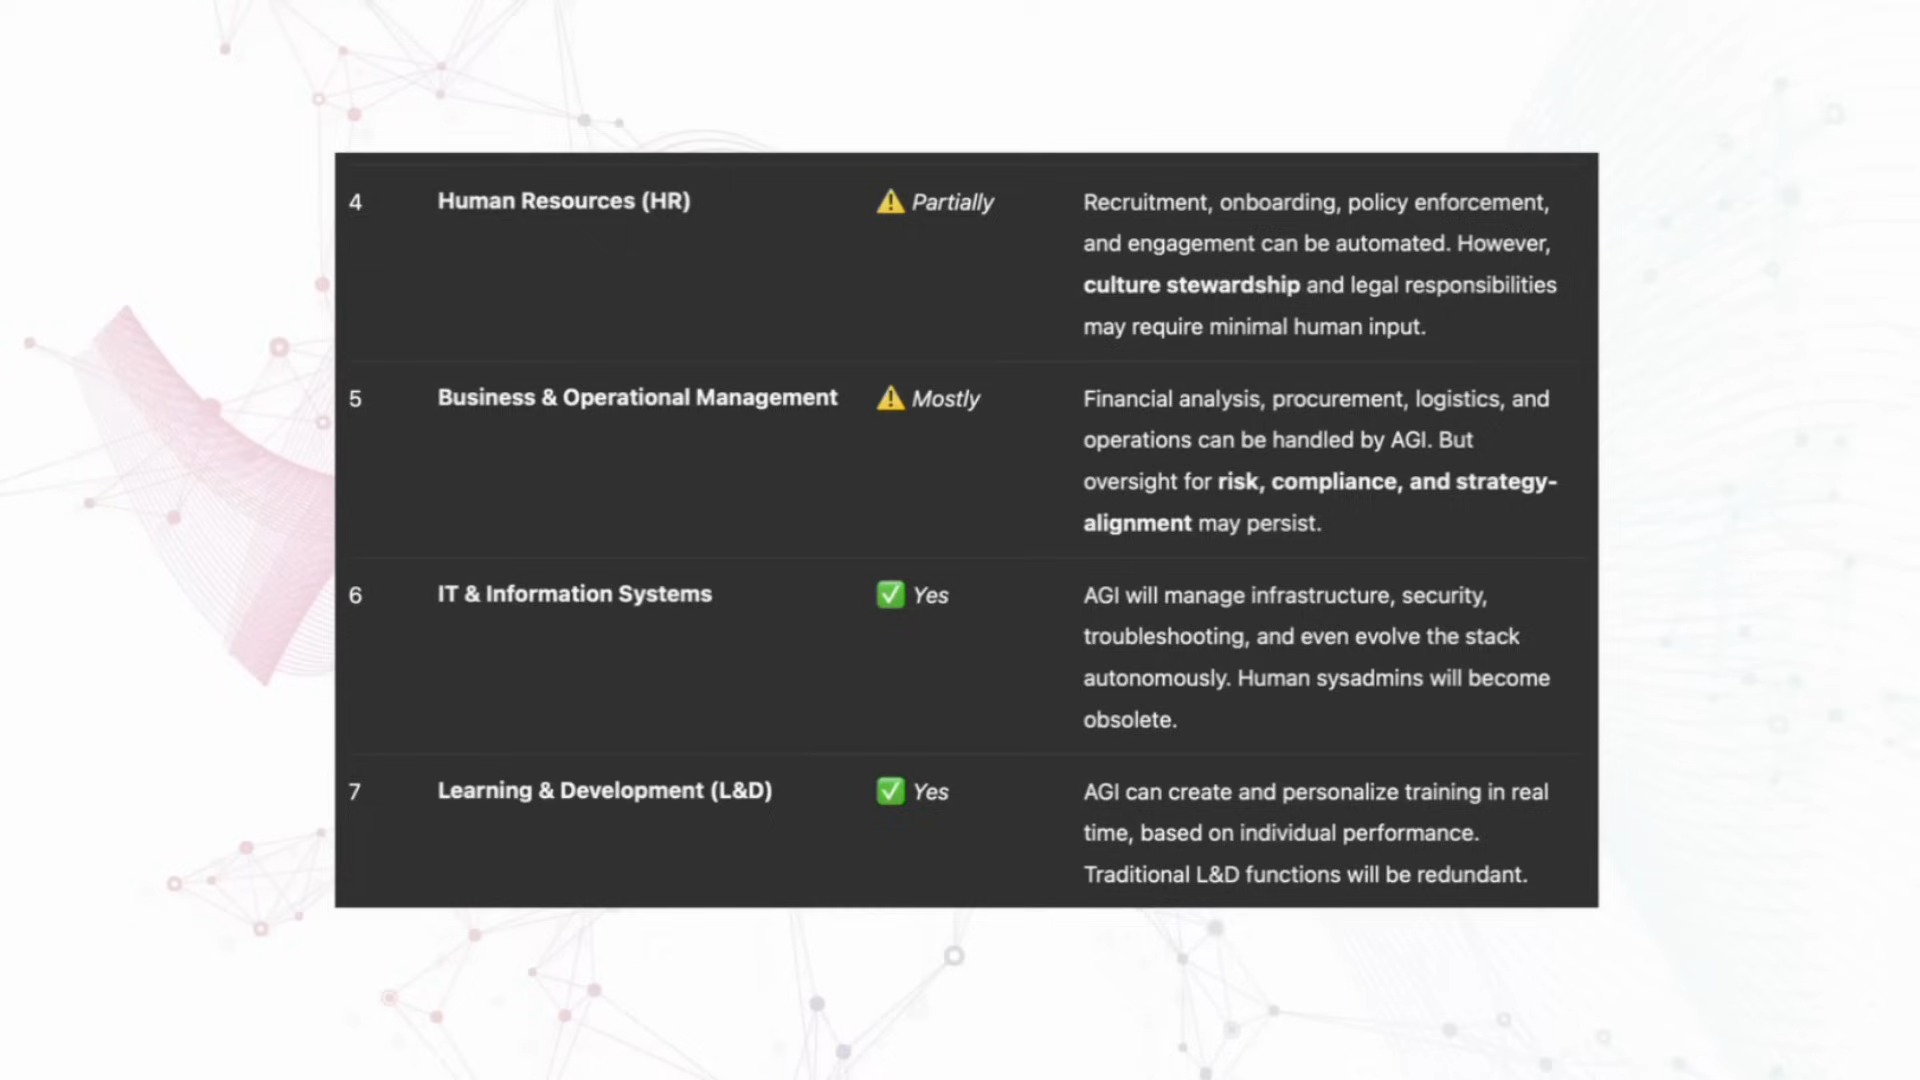 4 Human Resources (HR) ⚠️ Partially Recruitment, onboarding, policy enforcement,
and engagement can be automated. However,
culture stewardship and legal responsibilities
may require minimal human input.
5 Business & Operational Management ⚠️ Mostly Financial analysis, procurement, logistics, and
operations can be handled by AGI. But
oversight for risk, compliance, and strategy-
alignment may persist.
6 IT & Information Systems ✅ Yes AGI will manage infrastructure, security,
troubleshooting, and even evolve the stack
autonomously. Human sysadmins will become
obsolete.
7 Learning & Development (L&D) ✅ Yes AGI can create and personalize training in real
time, based on individual performance.
Traditional L&D functions will be redundant.